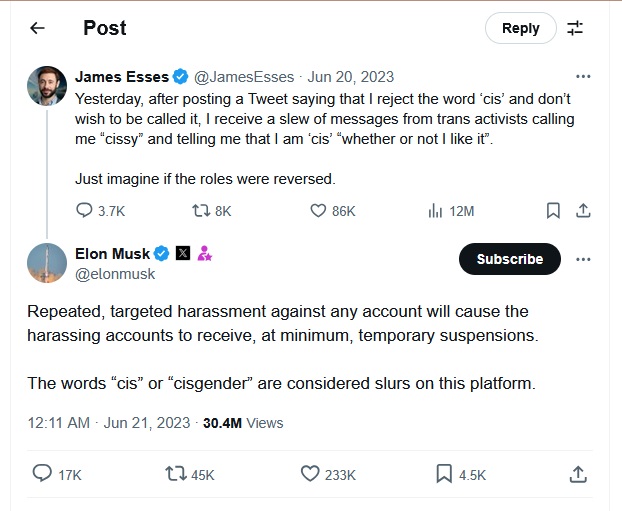 Post
Reply
James Esses @JamesEsses · Jun 20, 2023
Yesterday, after posting a Tweet saying that I reject the word ‘cis’ and don’t
wish to be called it, I receive a slew of messages from trans activists calling
me “cissy” and telling me that I am ‘cis’ “whether or not I like it”.
Just imagine if the roles were reversed.
3.7K 8K 86K 12M
Elon Musk X
@elonmusk
Subscribe
Repeated, targeted harassment against any account will cause the
harassing accounts to receive, at minimum, temporary suspensions.
The words “cis” or “cisgender” are considered slurs on this platform.
12:11 AM · Jun 21, 2023 · 30.4M Views
17K 45K 233K 4.5K